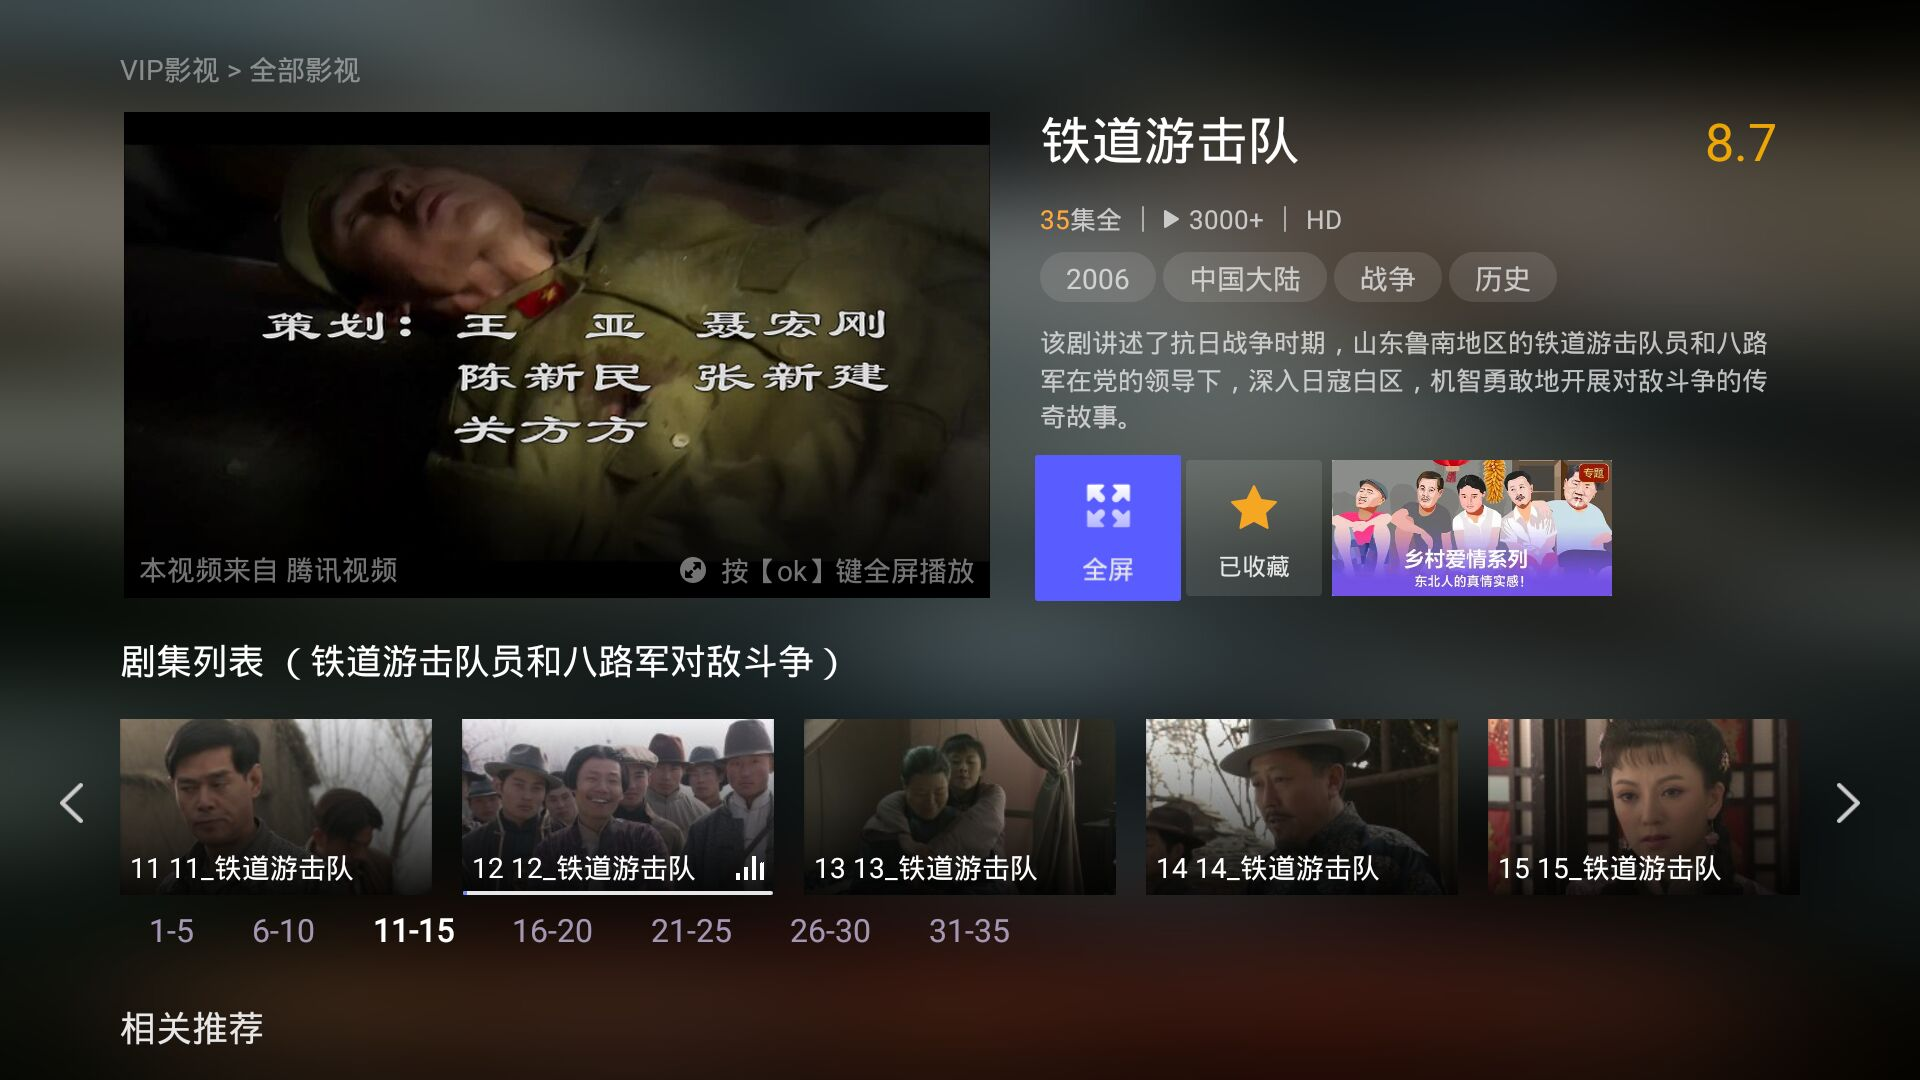 VIP影视 > 全部影视
策划：王 亚 聂宏刚
陈新民 张新建
关方方
本视频来自 腾讯视频
按【ok】键全屏播放
铁道游击队
8.7
35集全 | 3000+ | HD
2006 中国大陆 战争 历史
该剧讲述了抗日战争时期，山东鲁南地区的铁道游击队员和八路
军在党的领导下，深入日寇白区，机智勇敢地开展对敌斗争的传
奇故事。
全屏
已收藏
专题
乡村爱情系列
东北人的真情实感！
剧集列表 （铁道游击队员和八路军对敌斗争）
11 11_铁道游击队
12 12_铁道游击队
13 13_铁道游击队
14 14_铁道游击队
15 15_铁道游击队
1-5 6-10 11-15 16-20 21-25 26-30 31-35
相关推荐